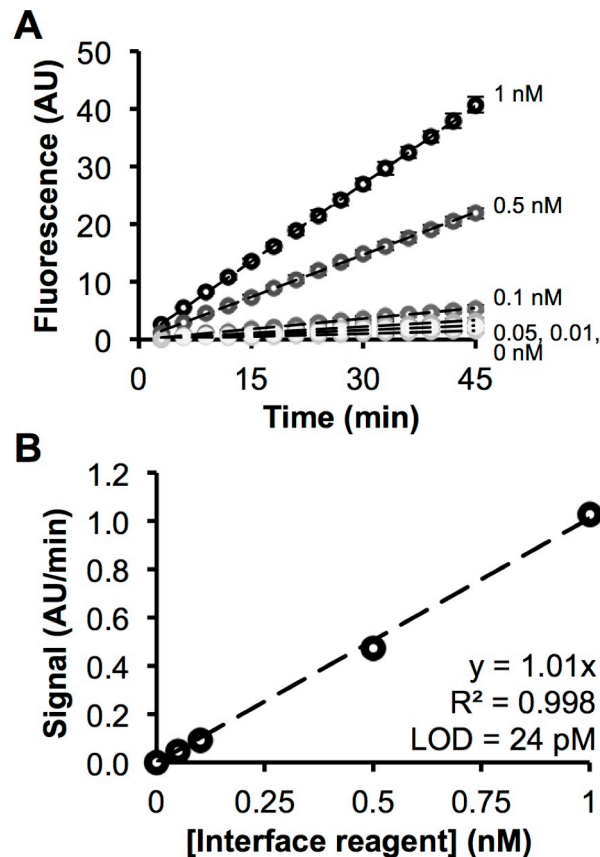 A
Fluorescence (AU)
50
40
30
20
10
0
0
15
30
45
Time (min)
1 nM
0.5 nM
0.1 nM
0.05, 0.01,
0 nM
B
Signal (AU/min)
1.2
1.0
0.8
0.6
0.4
0.2
0.0
0
0.25
0.5
0.75
1
[Interface reagent] (nM)
y = 1.01x
R² = 0.998
LOD = 24 pM